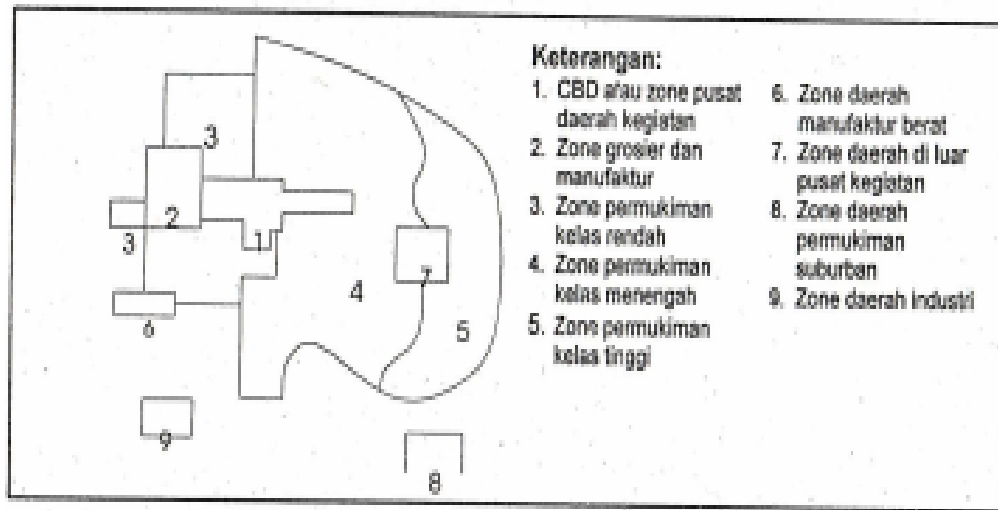 3
2
3
1
4
7
5
6
9
8
Keterangan:
1. CBD atau zone pusat
daerah kegiatan
2. Zone grosier dan
manufaktur
3. Zone permukiman
kelas rendah
4. Zone permukiman
kelas menengah
5. Zone permukiman
kelas tinggi
6. Zone daerah
manufaktur berat
7. Zone daerah di luar
pusat kegiatan
8. Zone daerah
permukiman
suburban
9. Zone daerah industri